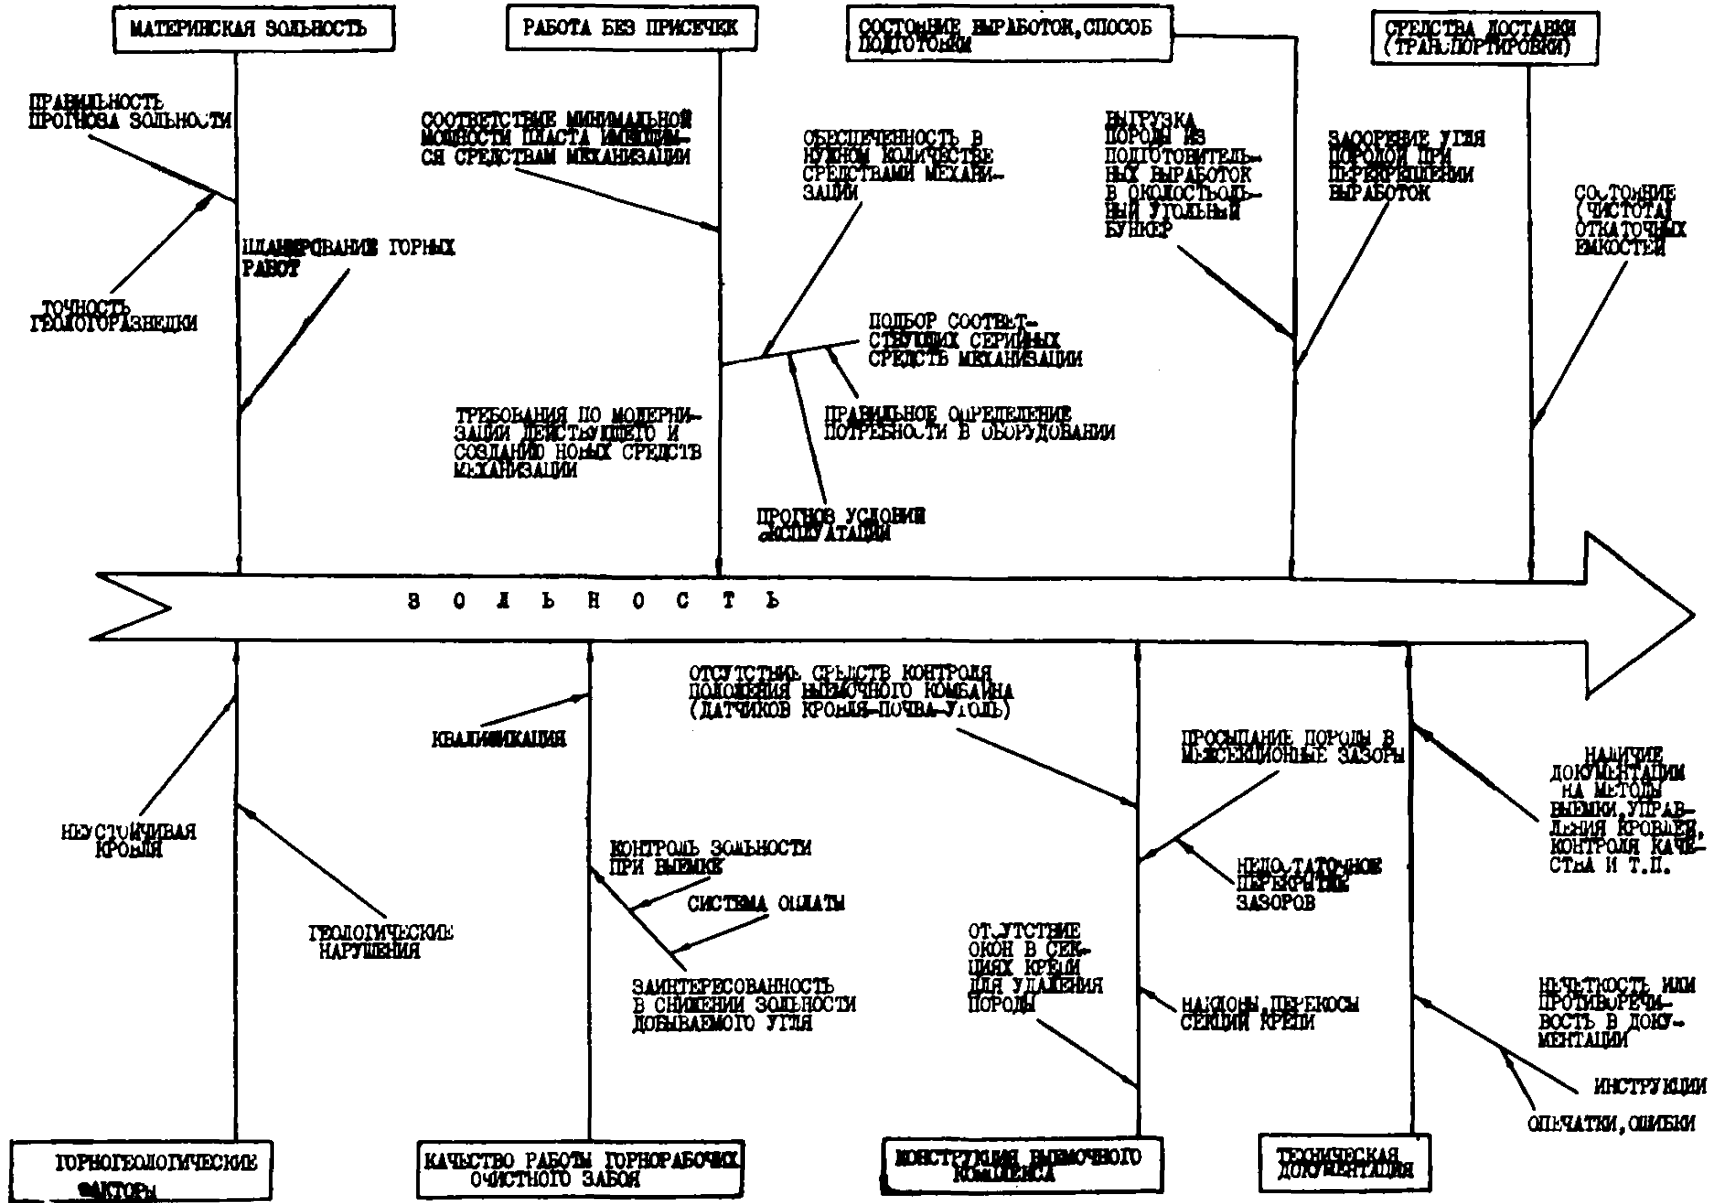 МАТЕРИНСКАЯ ЗОЛЬНОСТЬ
РАБОТА БЕЗ ПРИСЕЧЕК
СОСТОЯНИЕ ВЫРАБОТОК, СПОСОБ
ПОДГОТОВКИ
СРЕДСТВА ДОСТАВКИ
(ТРАНСПОРТИРОВКИ)
ПРАВИЛЬНОСТЬ
ПРОГНОЗА ЗОЛЬНОСТИ
ТОЧНОСТЬ
ГЕОЛОГОРАЗВЕДКИ
ПЛАНИРОВАНИЕ ГОРНЫХ
РАБОТ
СООТВЕТСТВИЕ МИНИМАЛЬНОЙ
МОЩНОСТИ ПЛАСТА ИМЕЮЩИМ-
СЯ СРЕДСТВАМ МЕХАНИЗАЦИИ
ОБЕСПЕЧЕННОСТЬ В
НУЖНОМ КОЛИЧЕСТВЕ
СРЕДСТВАМИ МЕХАНИ-
ЗАЦИИ
ПОДБОР СООТВЕТ-
СТВУЮЩИХ СЕРИЙНЫХ
СРЕДСТВ МЕХАНИЗАЦИИ
ТРЕБОВАНИЯ ПО МОДЕРНИ-
ЗАЦИИ ДЕЙСТВУЮЩЕГО И
СОЗДАНИЮ НОВЫХ СРЕДСТВ
МЕХАНИЗАЦИИ
ПРАВИЛЬНОЕ ОПРЕДЕЛЕНИЕ
ПОТРЕБНОСТИ В ОБОРУДОВАНИИ
ПРОГНОЗ УСЛОВИЙ
ЭКСПЛУАТАЦИИ
ВЫГРУЗКА
ПОРОДЫ ИЗ
ПОДГОТОВИТЕЛЬ-
НЫХ ВЫРАБОТОК
В ОКОЛОСТВОЛЬ-
НЫЙ УГОЛЬНЫЙ
БУНКЕР
ЗАСОРЕНИЕ УГЛЯ
ПОРОДОЙ ПРИ
ПЕРЕКРЕПЛЕНИИ
ВЫРАБОТОК
СОСТОЯНИЕ
(ЧИСТОТА)
ОТКАТОЧНЫХ
ЕМКОСТЕЙ
ЗОЛЬНОСТЬ
НЕУСТОЙЧИВАЯ
КРОВЛЯ
ГЕОЛОГИЧЕСКИЕ
НАРУШЕНИЯ
КВАЛИФИКАЦИЯ
КОНТРОЛЬ ЗОЛЬНОСТИ
ПРИ ВЫЕМКЕ
СИСТЕМА ОПЛАТЫ
ЗАИНТЕРЕСОВАННОСТЬ
В СНИЖЕНИИ ЗОЛЬНОСТИ
ДОБЫВАЕМОГО УГЛЯ
ОТСУТСТВИЕ СРЕДСТВ КОНТРОЛЯ
ПОЛОЖЕНИЯ ВЫЕМОЧНОГО КОМБАЙНА
(ДАТЧИКОВ КРОВЛЯ-ПОЧВА-УГОЛЬ)
ПРОСЫПАНИЕ ПОРОДЫ В
МЕЖСЕКЦИОННЫЕ ЗАЗОРЫ
НЕДОСТАТОЧНОЕ
ПЕРЕКРЫТИЕ
ЗАЗОРОВ
ОТСУТСТВИЕ
ОКОН В СЕК-
ЦИЯХ КРЕПИ
ДЛЯ УДАЛЕНИЯ
ПОРОДЫ
НАКЛОНЫ, ПЕРЕКОСЫ
СЕКЦИЙ КРЕПИ
НАЛИЧИЕ
ДОКУМЕНТАЦИИ
НА МЕТОДЫ
ВЫЕМКИ, УПРАВ-
ЛЕНИЯ КРОВЛЕЙ,
КОНТРОЛЯ КАЧЕ-
СТВА И Т.П.
НЕЧЕТКОСТЬ ИЛИ
ПРОТИВОРЕЧИ-
ВОСТЬ В ДОКУ-
МЕНТАЦИИ
ИНСТРУКЦИИ
ОПЕЧАТКИ, ОШИБКИ
ГОРНОГЕОЛОГИЧЕСКИЕ
ФАКТОРЫ
КАЧЕСТВО РАБОТЫ ГОРНОРАБОЧИХ
ОЧИСТНОГО ЗАБОЯ
КОНСТРУКЦИЯ ВЫЕМОЧНОГО
КОМПЛЕКСА
ТЕХНИЧЕСКАЯ
ДОКУМЕНТАЦИЯ